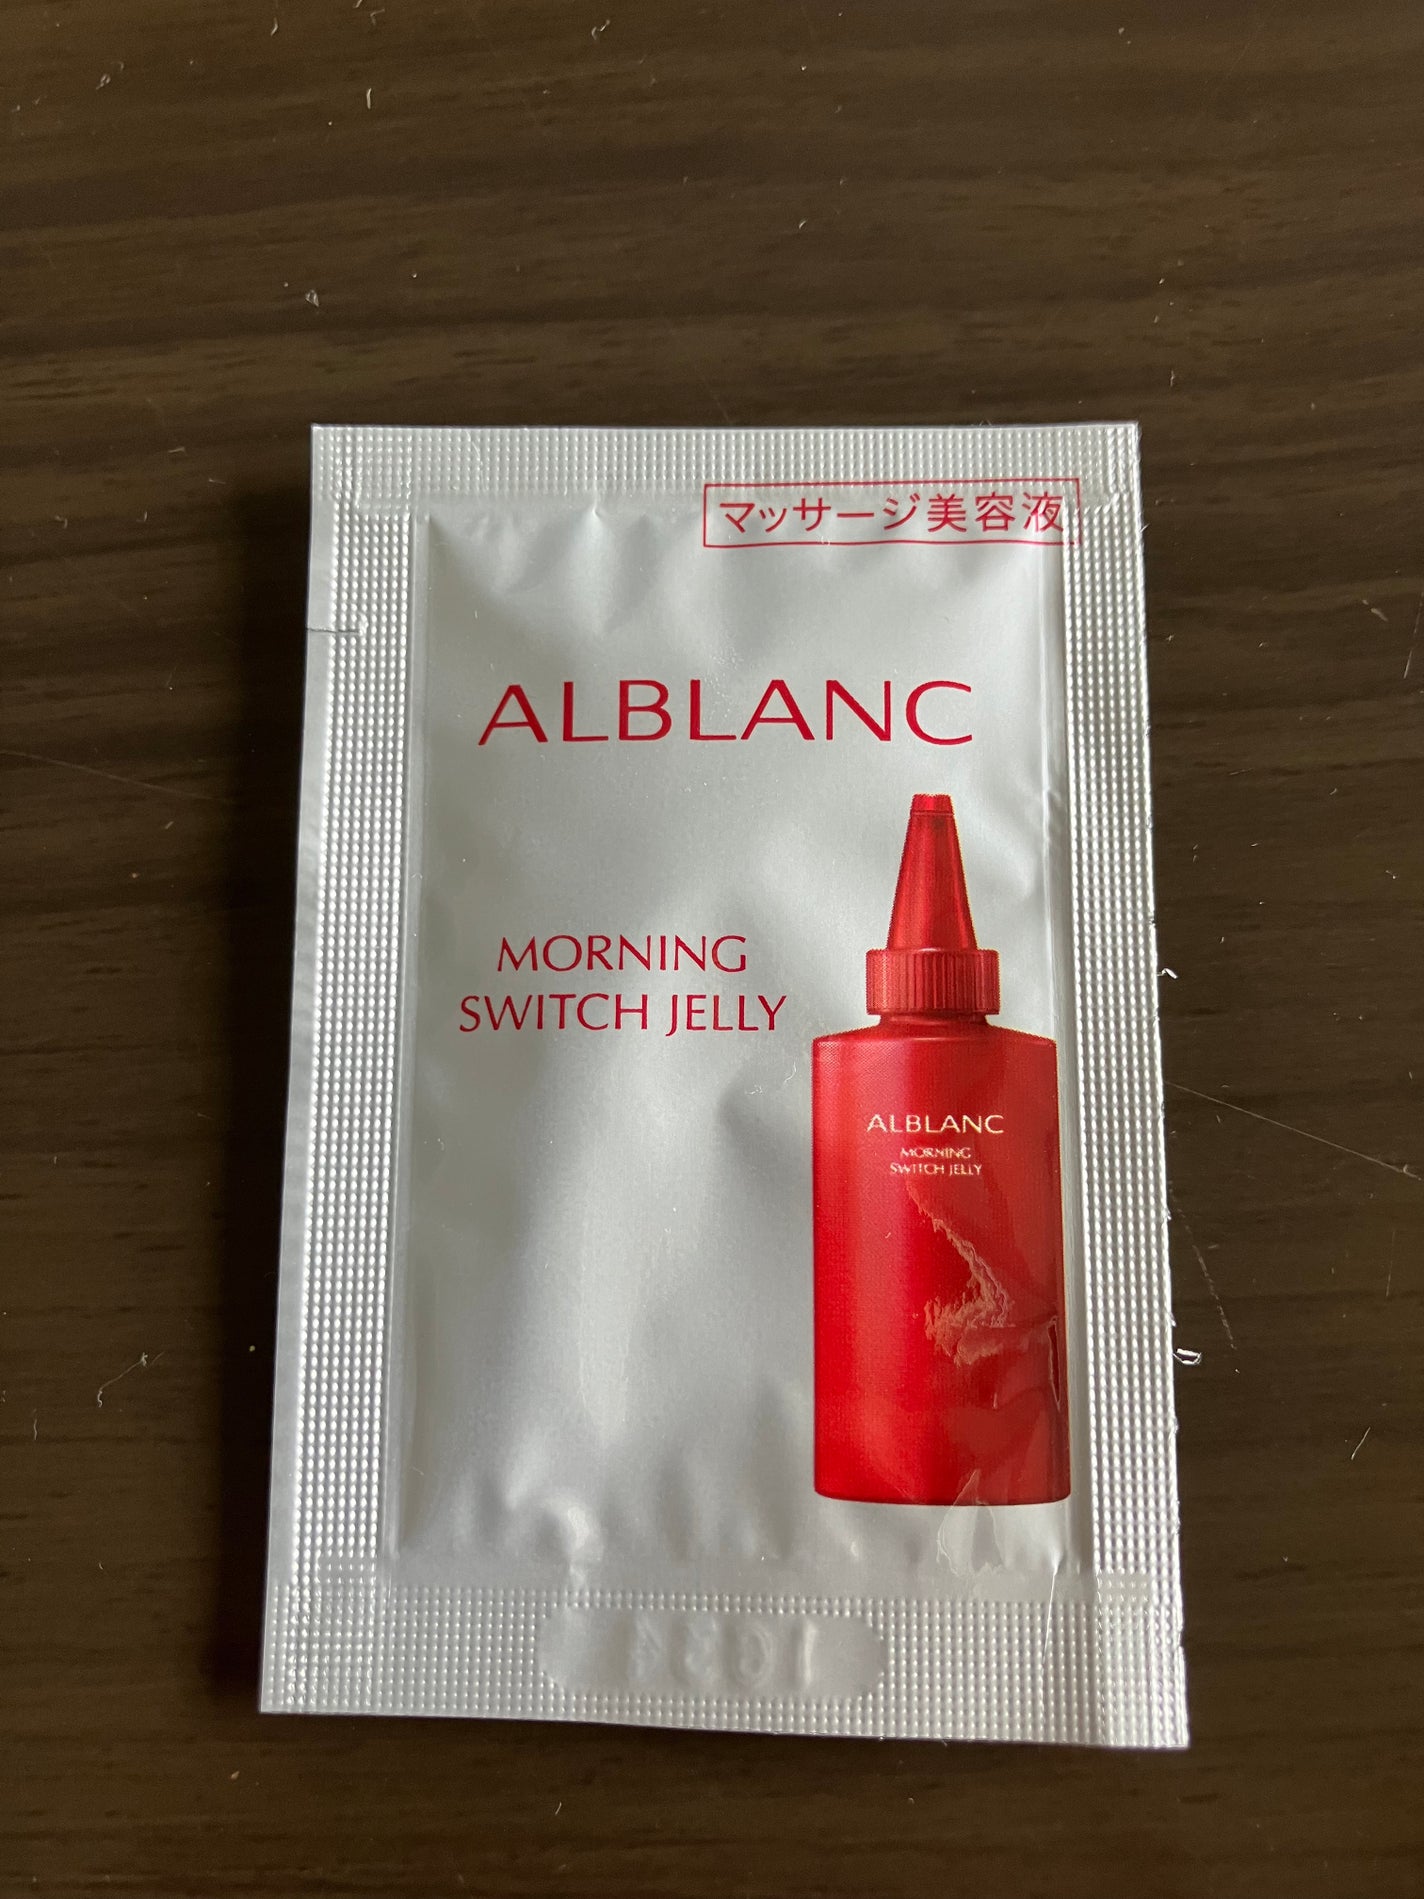 マッサージ美容液
ALBLANC
MORNING
SWITCH JELLY
ALBLANC
MORNING
SWITCH JELLY